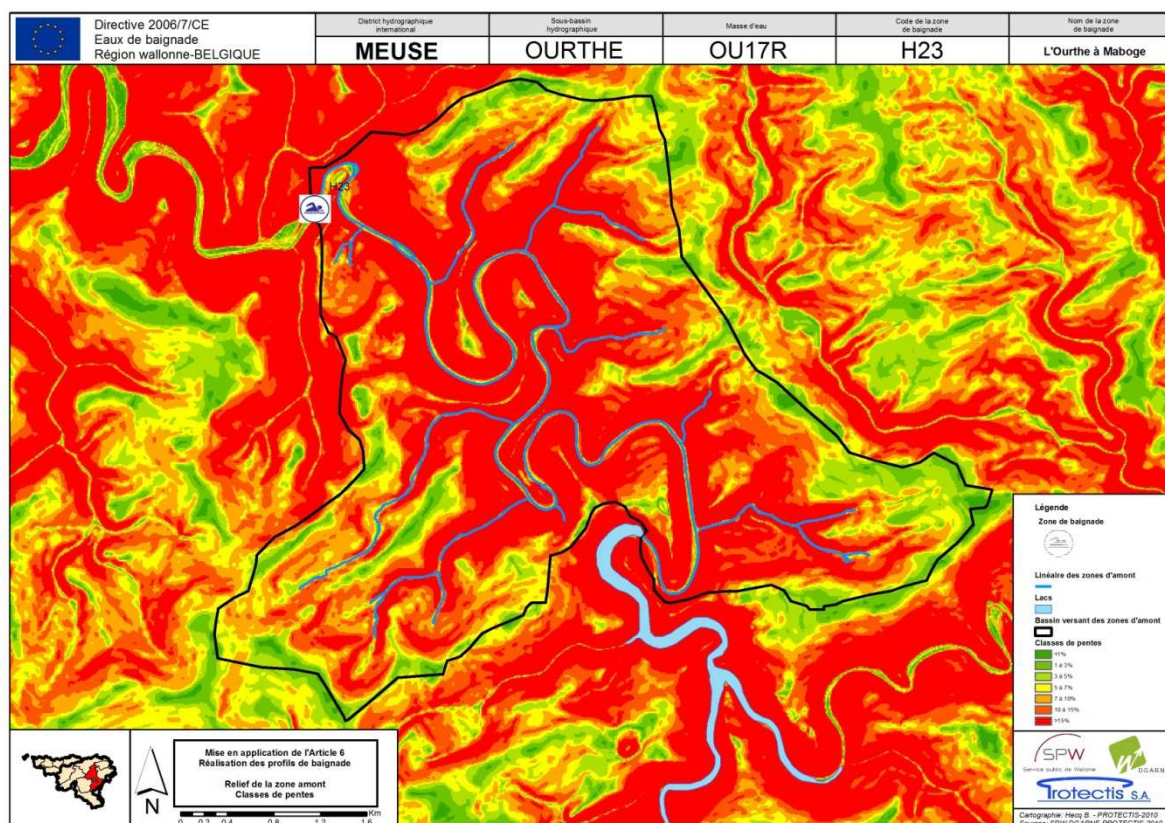 Directive 2006/7/CE
Eaux de baignade
Région wallonne-BELGIQUE
District hydrographique
international
MEUSE
Sous-bassin
hydrographique
OURTHE
Masse d'eau
OU17R
Code de la zone
de baignade
H23
Nom de la zone
de baignade
L'Ourthe à Maboge
H23
Légende
Zone de baignade
Linéaire des zones d'amont
Lacs
Bassin versant des zones d'amont
Classes de pentes
<1%
1 à 3%
3 à 5%
5 à 7%
7 à 10%
10 à 15%
>15%
Mise en application de l'Article 6
Réalisation des profils de baignade
Relief de la zone amont
Classes de pentes
N
Km
0 0.2 0.4 0.8 1.2 1.6
SPW
Service public de Wallonie
DGARNE
Protectis S.A.
Cartographie: Hecq B. - PROTECTIS-2010
Sources: SPW-DGARNE-PROTECTIS-2010